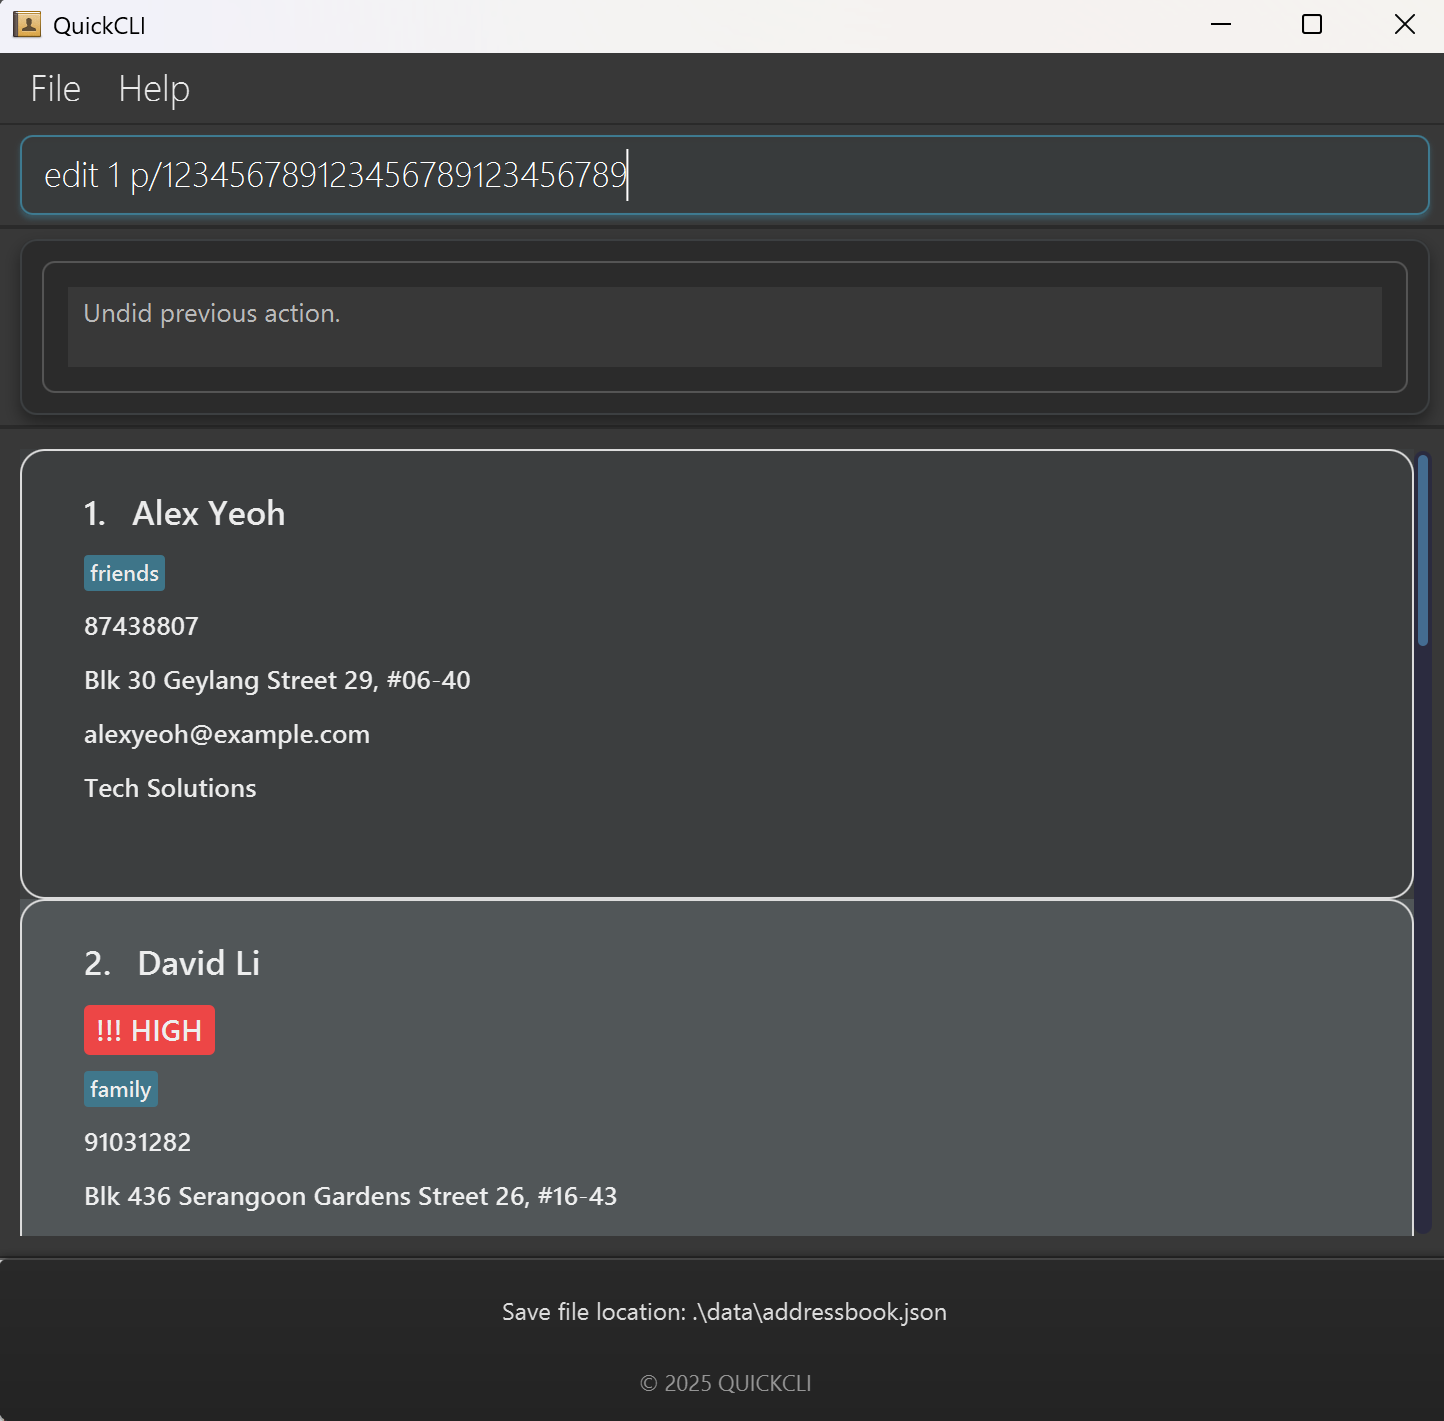 QuickCLI
File Help
edit 1 p/123456789123456789123456789
Undid previous action.
1. Alex Yeoh
friends
87438807
Blk 30 Geylang Street 29, #06-40
alexyeoh@example.com
Tech Solutions
2. David Li
!!! HIGH
family
91031282
Blk 436 Serangoon Gardens Street 26, #16-43
Save file location: .\data\addressbook.json
© 2025 QUICKCLI